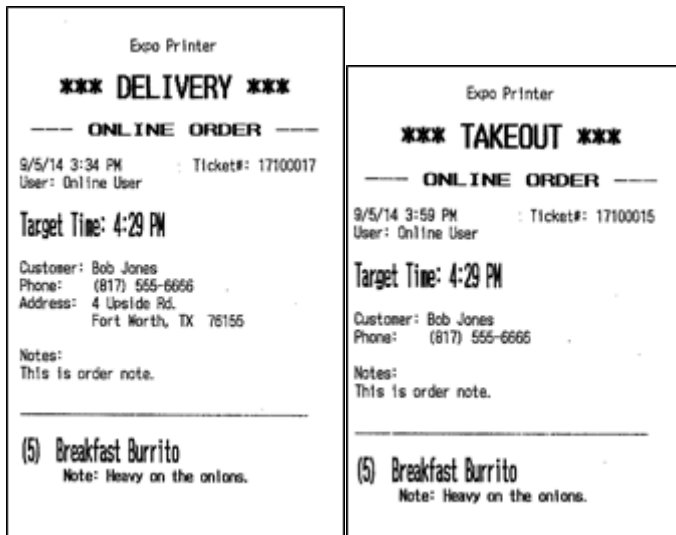 Expo Printer
*** DELIVERY ***
--- ONLINE ORDER ---
9/5/14 3:34 PM : Ticket#: 17100017
User: Online User
Target Time: 4:29 PM
Customer: Bob Jones
Phone: (817) 555-6666
Address: 4 Upside Rd.
Fort Worth, TX 76155
Notes:
This is order note.
(5) Breakfast Burrito
Note: Heavy on the onions.
Expo Printer
*** TAKEOUT ***
--- ONLINE ORDER ---
9/5/14 3:59 PM : Ticket#: 17100015
User: Online User
Target Time: 4:29 PM
Customer: Bob Jones
Phone: (817) 555-6666
Notes:
This is order note.
(5) Breakfast Burrito
Note: Heavy on the onions.